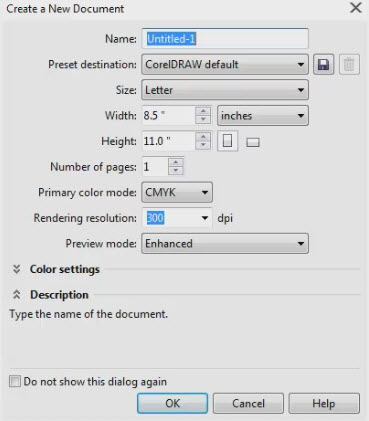 Create a New Document
Name: Untitled-1
Preset destination: CorelDRAW default
Size: Letter
Width: 8.5 " inches
Height: 11.0 "
Number of pages: 1
Primary color mode: CMYK
Rendering resolution: 300 dpi
Preview mode: Enhanced
Color settings
Description
Type the name of the document.
Do not show this dialog again
OK Cancel Help